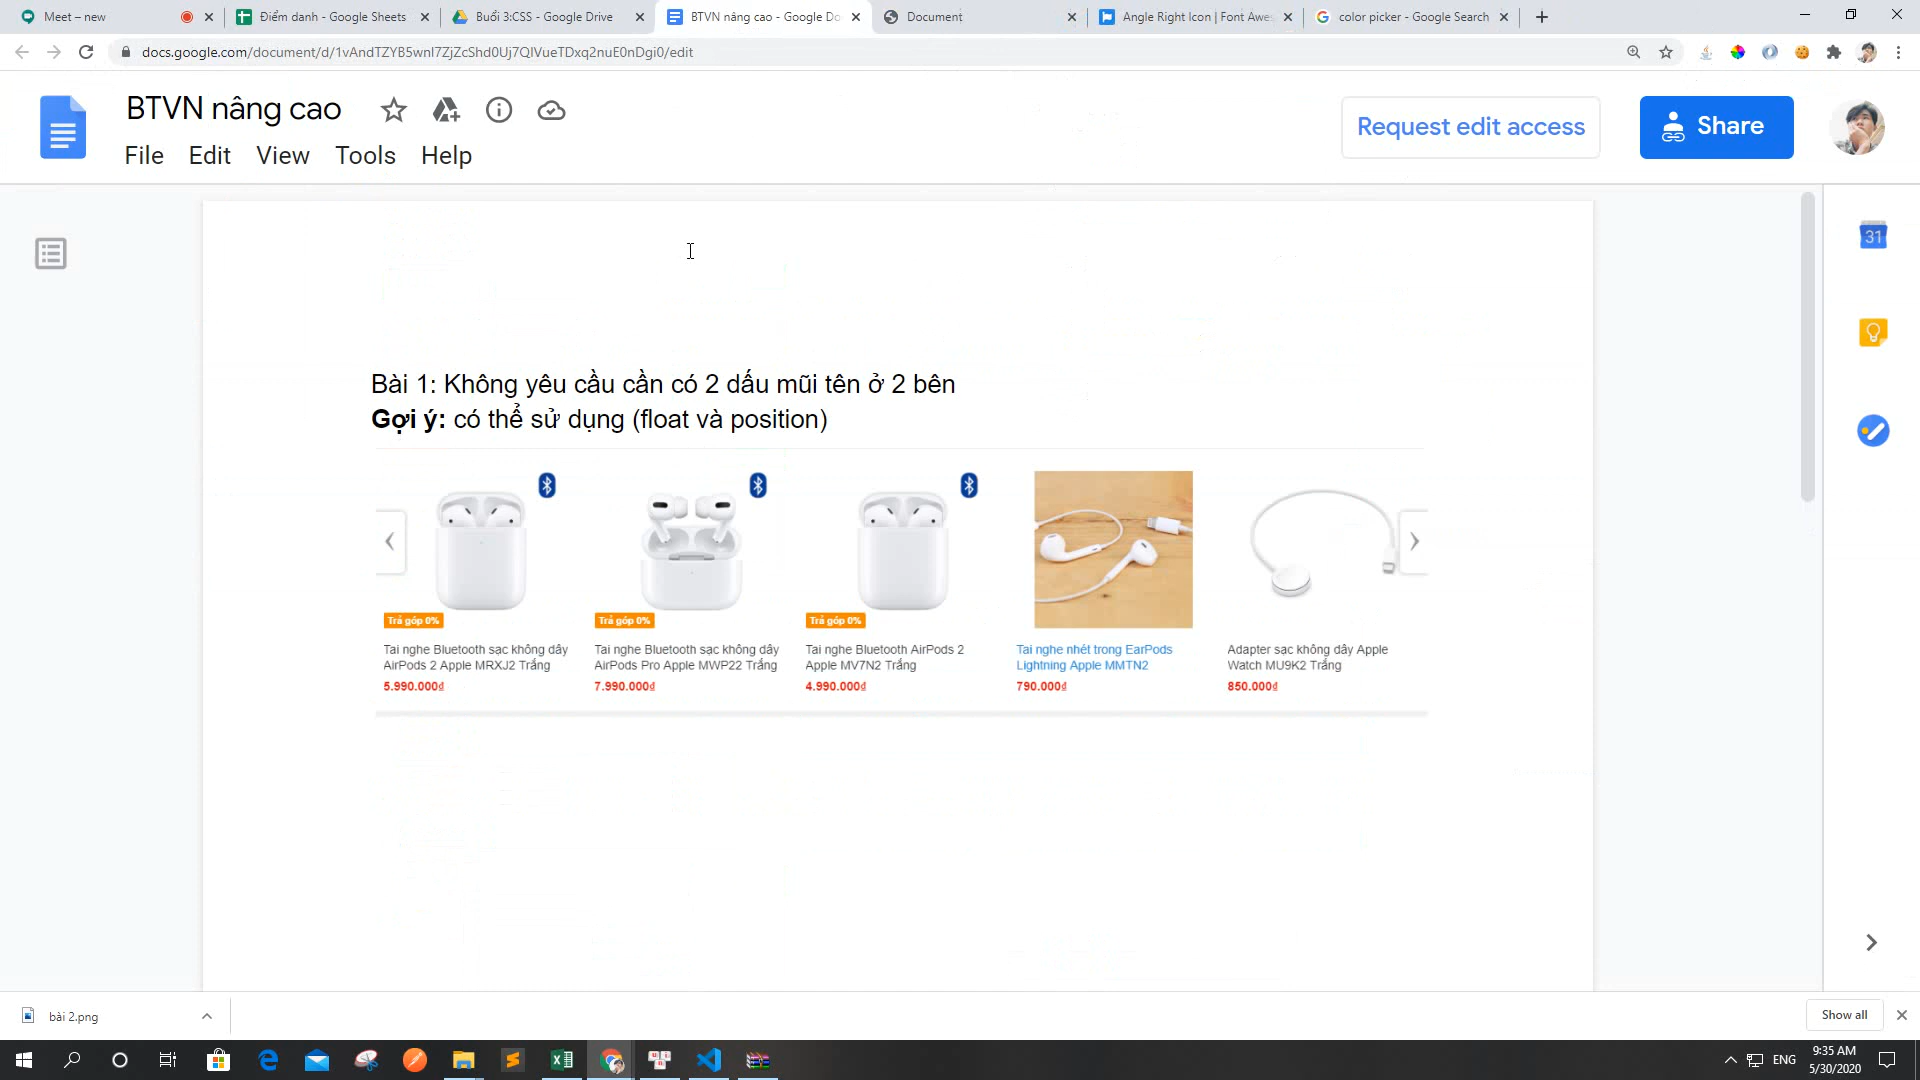 Meet – new
Điểm danh - Google Sheets
Buổi 3:CSS - Google Drive
BTVN nâng cao - Google Do
Document
Angle Right Icon | Font Awes
color picker - Google Search
docs.google.com/document/d/1vAndTZYB5wnI7ZjZcShd0Uj7QlVueTDxq2nuE0nDgi0/edit
BTVN nâng cao
File Edit View Tools Help
Request edit access
Share
31
Bài 1: Không yêu cầu cần có 2 dấu mũi tên ở 2 bên
Gợi ý: có thể sử dụng (float và position)
Trả góp 0%
Trả góp 0%
Trả góp 0%
Tai nghe Bluetooth sạc không dây
AirPods 2 Apple MRXJ2 Trắng
5.990.000₫
Tai nghe Bluetooth sạc không dây
AirPods Pro Apple MWP22 Trắng
7.990.000₫
Tai nghe Bluetooth AirPods 2
Apple MV7N2 Trắng
4.990.000₫
Tai nghe nhét trong EarPods
Lightning Apple MMTN2
790.000₫
Adapter sạc không dây Apple
Watch MU9K2 Trắng
850.000₫
bài 2.png
Show all
ENG
9:35 AM
5/30/2020